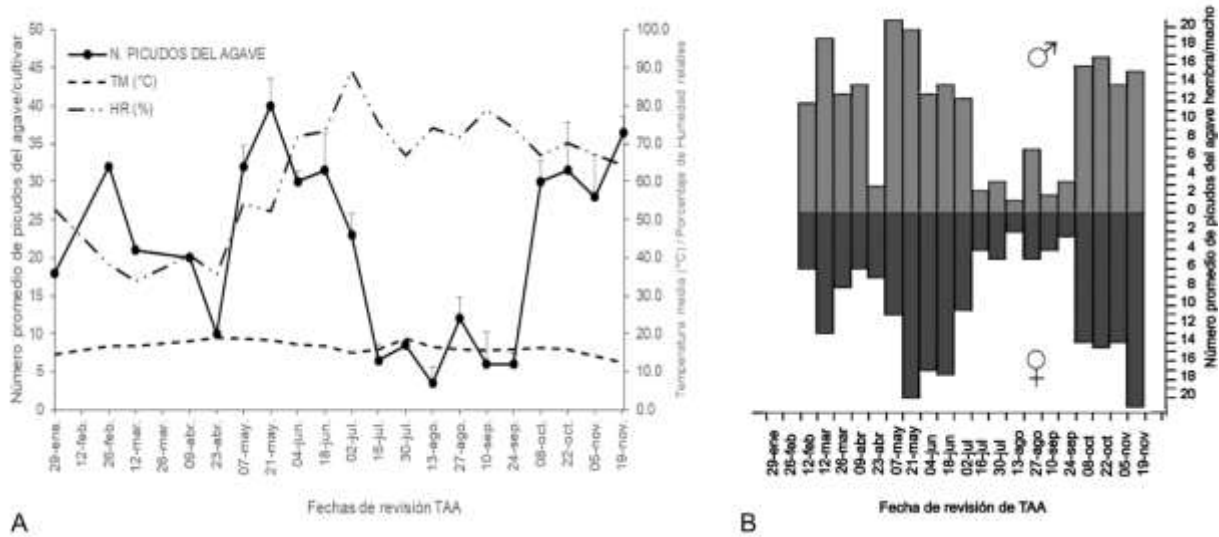 Número promedio de picudos del agave/cultivar
50
45
40
35
30
25
20
15
10
5
0
N. PICUDOS DEL AGAVE
TM (°C)
HR (%)
100.0
90.0
80.0
70.0
60.0
50.0
40.0
30.0
20.0
10.0
0.0
Temperatura media (°C) / Porcentaje de Humedad relativa
29-ene.
12-feb.
26-feb.
12-mar.
26-mar.
09-abr.
23-abr.
07-may.
21-may.
04-jun.
18-jun.
02-jul.
16-jul.
30-jul.
13-ago.
27-ago.
10-sep.
24-sep.
08-oct.
22-oct.
05-nov.
19-nov.
Fechas de revisión TAA
A
♂
♀
20
18
16
14
12
10
8
6
4
2
0
2
4
6
8
10
12
14
16
18
20
Número promedio de picudos del agave hembra/macho
29-ene
26-feb
12-feb
12-mar
26-mar
09-abr
23-abr
07-may
21-may
04-jun
18-jun
02-jul
16-jul
30-jul
13-ago
27-ago
10-sep
24-sep
08-oct
22-oct
05-nov
19-nov
Fecha de revisión de TAA
B